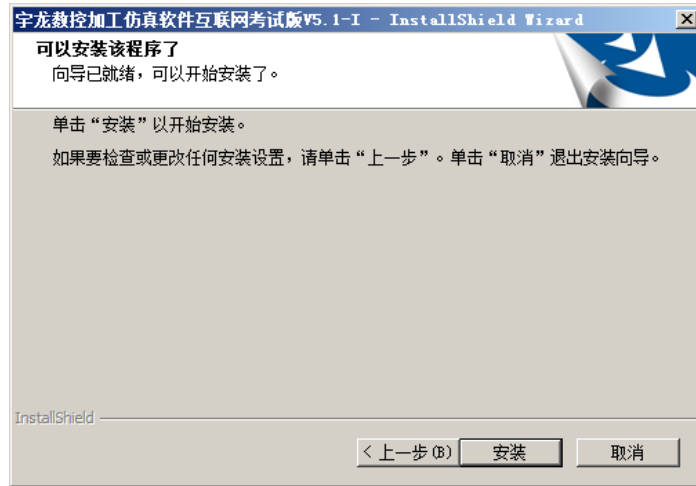 宇龙数控加工仿真软件互联网考试版V5.1-I - InstallShield Wizard
可以安装该程序了
向导已就绪，可以开始安装了。
单击“安装”以开始安装。
如果要检查或更改任何安装设置，请单击“上一步”。单击“取消”退出安装向导。
InstallShield
< 上一步(B) 安装 取消